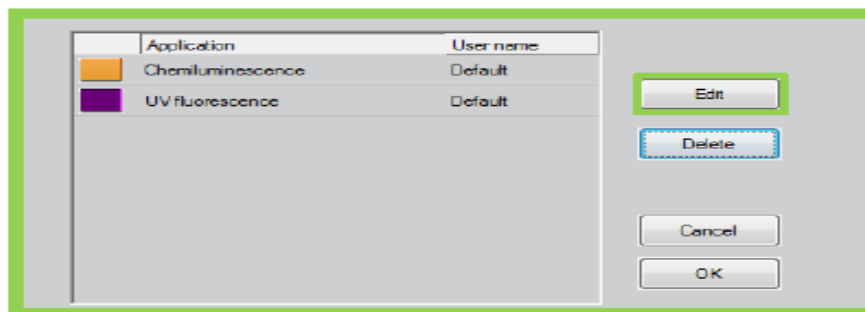 Application User name
Chemiluminescence Default
UV fluorescence Default
Edit
Delete
Cancel
OK